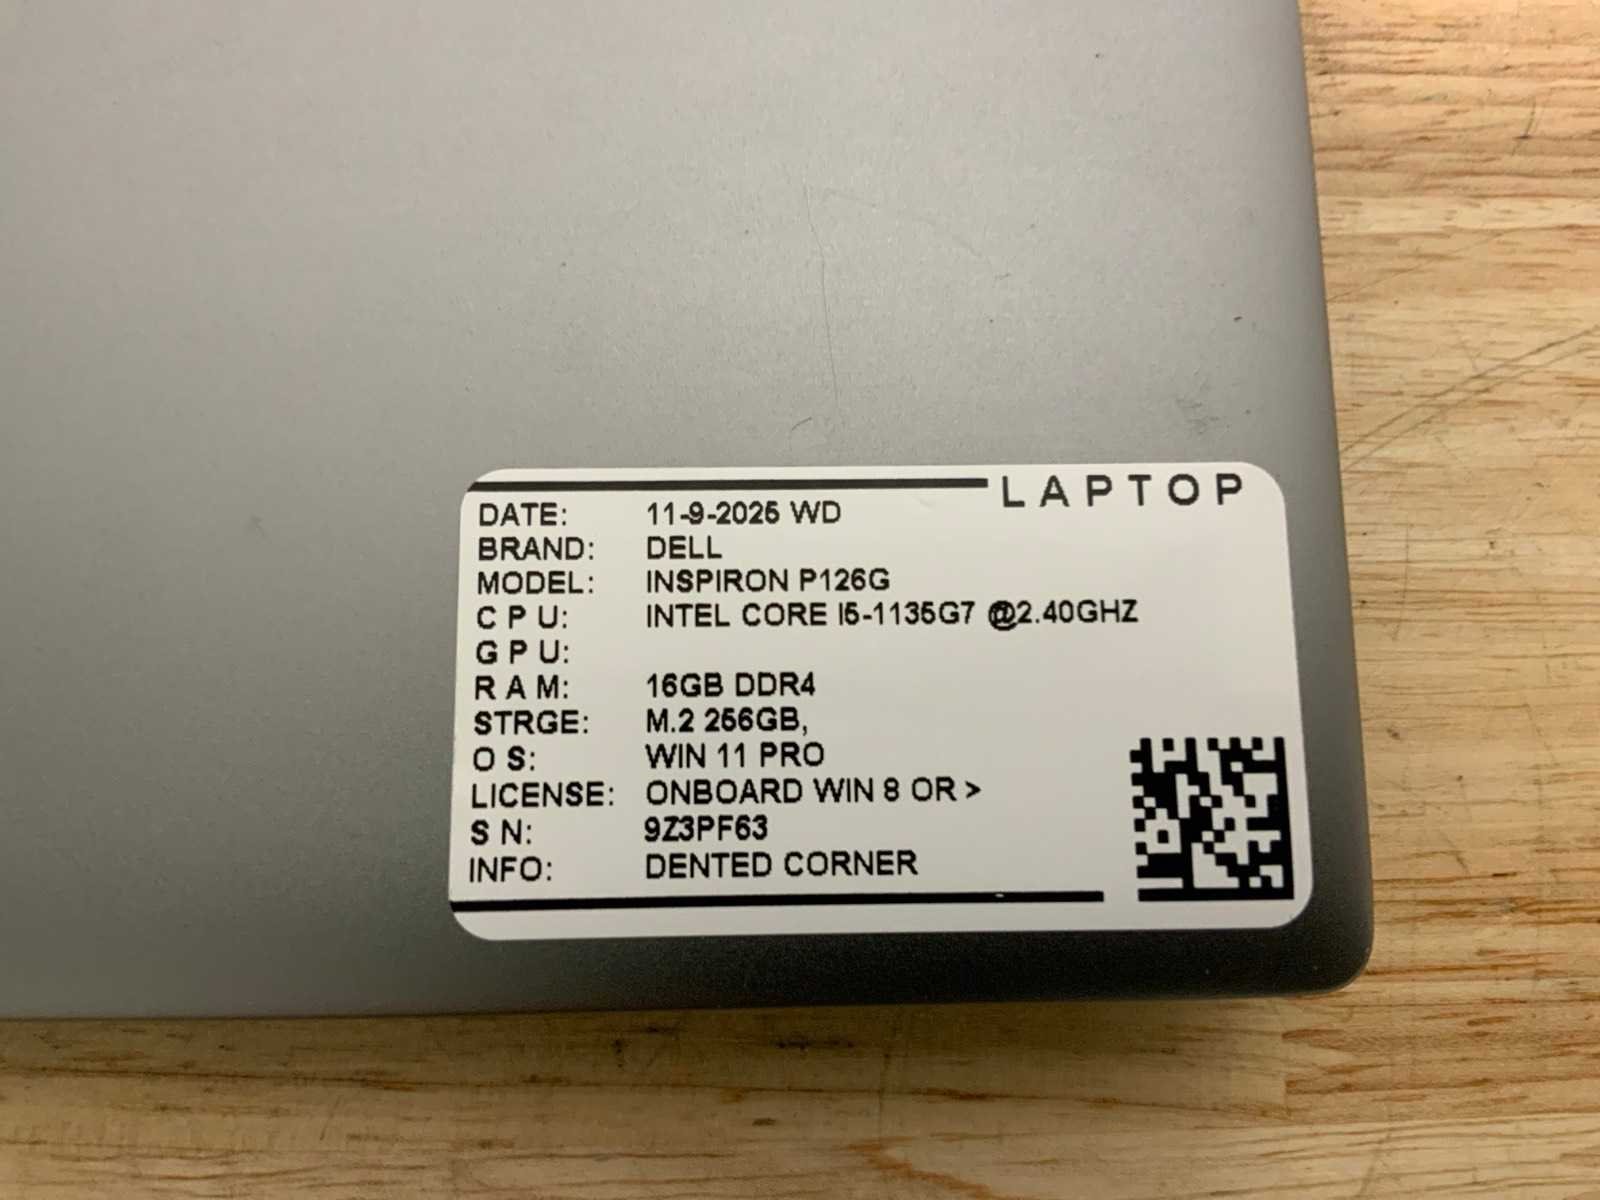 LAPTOP
DATE: 11-9-2025 WD
BRAND: DELL
MODEL: INSPIRON P126G
C P U: INTEL CORE I5-1135G7 @2.40GHZ
G P U:
R A M: 16GB DDR4
STRGE: M.2 256GB,
O S: WIN 11 PRO
LICENSE: ONBOARD WIN 8 OR >
S N: 9Z3PF63
INFO: DENTED CORNER